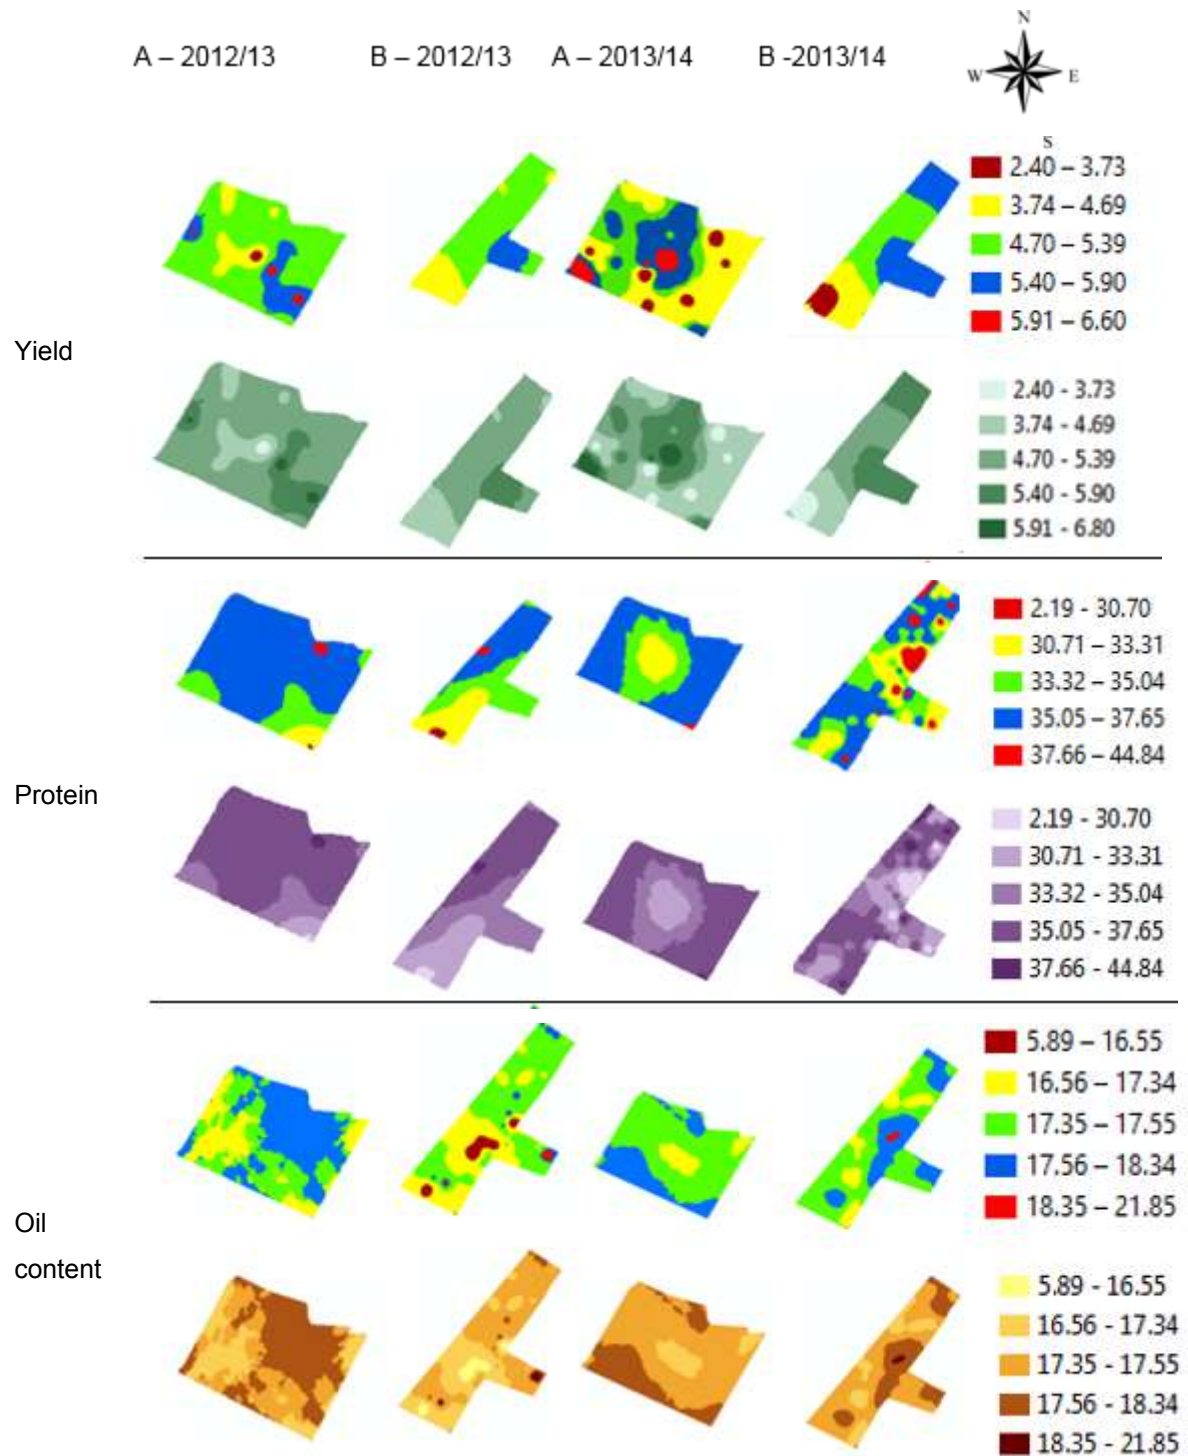 N
A – 2012/13 B – 2012/13 A – 2013/14 B -2013/14
W E
S
2.40 – 3.73
3.74 – 4.69
4.70 – 5.39
5.40 – 5.90
5.91 – 6.60
Yield
2.40 - 3.73
3.74 - 4.69
4.70 - 5.39
5.40 - 5.90
5.91 - 6.80
2.19 - 30.70
30.71 – 33.31
33.32 – 35.04
35.05 – 37.65
37.66 – 44.84
Protein
2.19 - 30.70
30.71 - 33.31
33.32 - 35.04
35.05 - 37.65
37.66 - 44.84
5.89 – 16.55
16.56 – 17.34
17.35 – 17.55
17.56 – 18.34
18.35 – 21.85
Oil
content
5.89 - 16.55
16.56 - 17.34
17.35 - 17.55
17.56 - 18.34
18.35 - 21.85